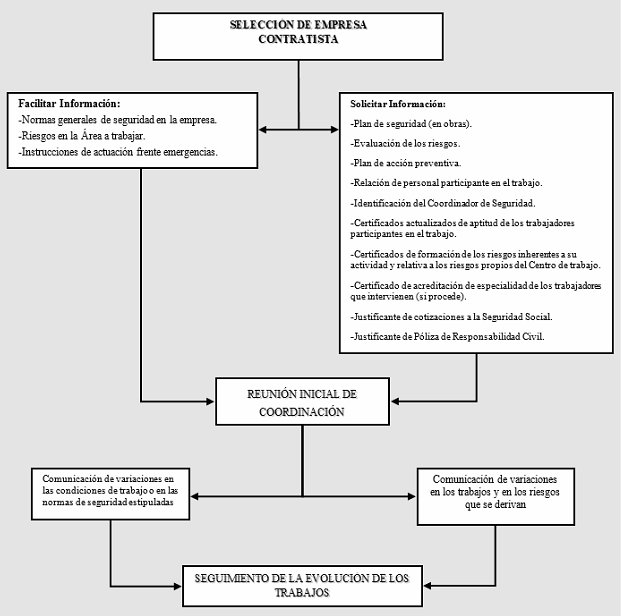 SELECCIÓN DE EMPRESA
CONTRATISTA
Facilitar Información:
-Normas generales de seguridad en la empresa.
-Riesgos en la Área a trabajar.
-Instrucciones de actuación frente emergencias.
Solicitar Información:
-Plan de seguridad (en obras).
-Evaluación de los riesgos.
-Plan de acción preventiva.
-Relación de personal participante en el trabajo.
-Identificación del Coordinador de Seguridad.
-Certificados actualizados de aptitud de los trabajadores
participantes en el trabajo.
-Certificados de formación de los riesgos inherentes a su
actividad y relativa a los riesgos propios del Centro de trabajo.
-Certificado de acreditación de especialidad de los trabajadores
que intervienen (si procede).
-Justificante de cotizaciones a la Seguridad Social.
-Justificante de Póliza de Responsabilidad Civil.
REUNIÓN INICIAL DE
COORDINACIÓN
Comunicación de variaciones en
las condiciones de trabajo o en las
normas de seguridad estipuladas
Comunicación de variaciones
en los trabajos y en los riesgos
que se derivan
SEGUIMIENTO DE LA EVOLUCIÓN DE LOS
TRABAJOS